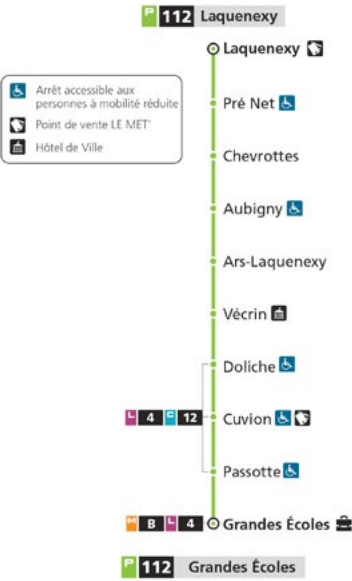 P 112 Laquenexy
Laquenexy
Arrêt accessible aux
personnes à mobilité réduite
Point de vente LE MET'
Hôtel de Ville
Pré Net
Chevrottes
Aubigny
Ars-Laquenexy
Vécrin
Doliche
L 4 C 12 Cuvion
Passotte
M B L 4 Grandes Écoles
P 112 Grandes Écoles